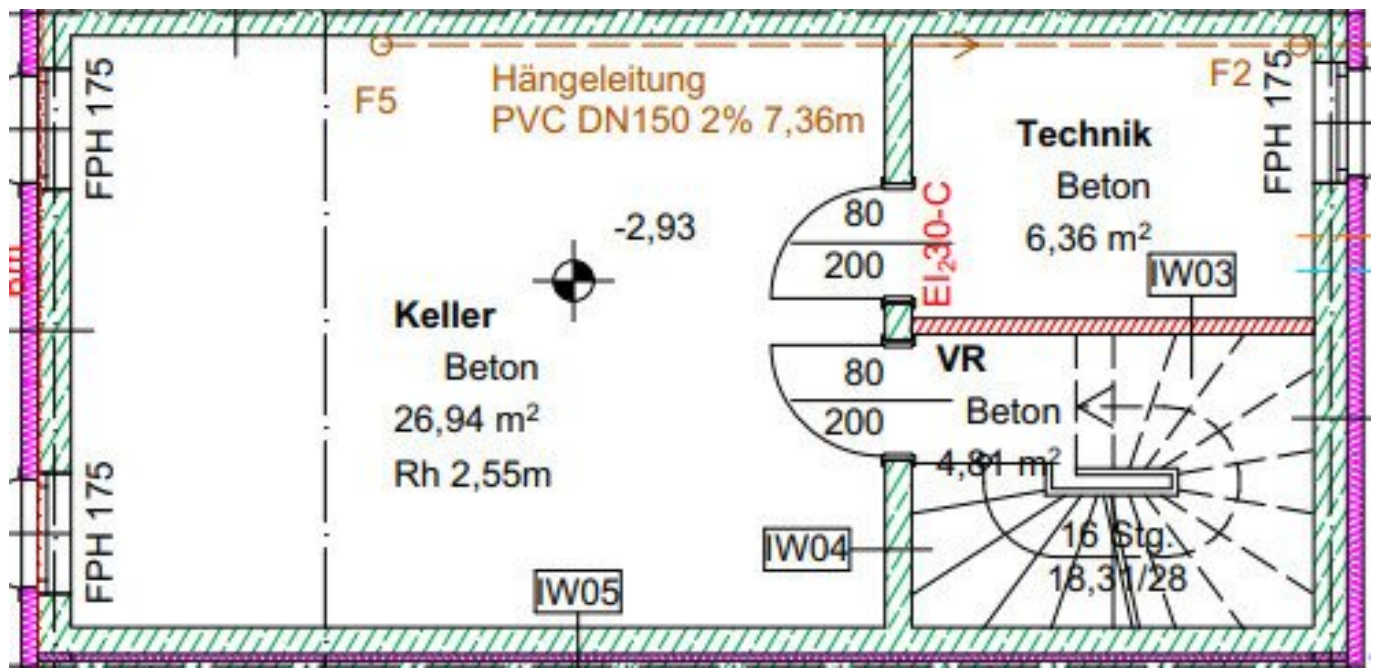 FPH 175
F5
Hängeleitung
PVC DN150 2% 7,36m
F2
FPH 175
Technik
Beton
6,36 m²
80
200
EI₂30-C
-2,93
IW03
Keller
Beton
26,94 m²
Rh 2,55m
80
200
VR
Beton
4,81 m²
FPH 175
IW04
16 Stg.
18,31/28
IW05